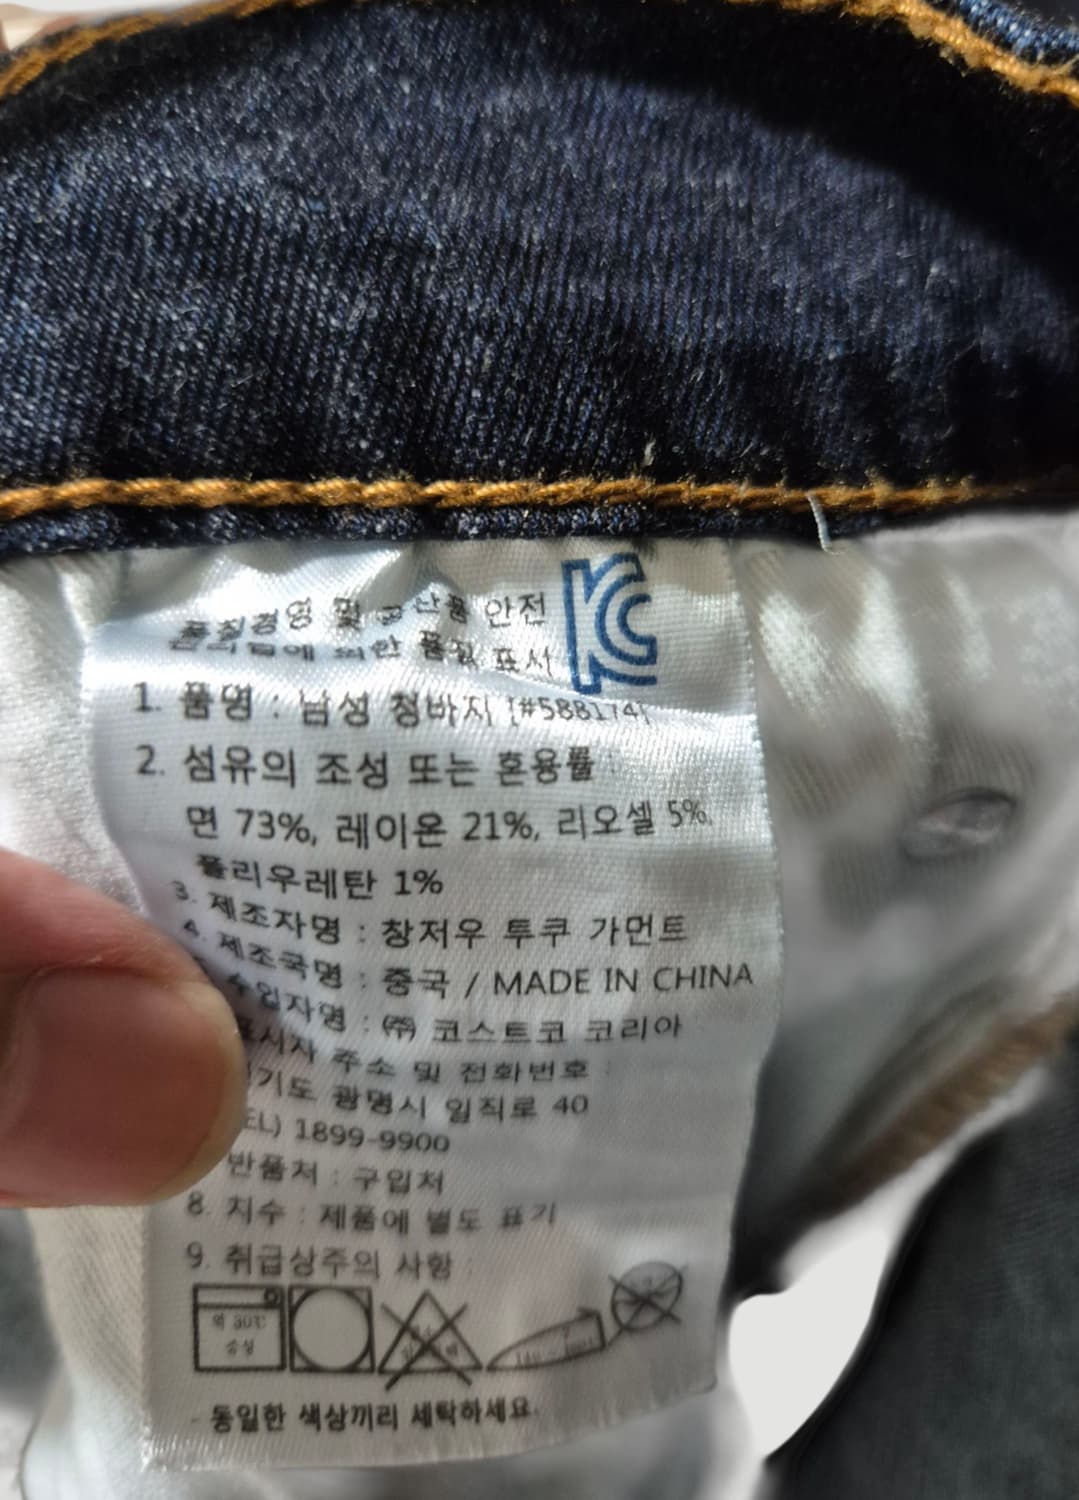 품질경영 및 공산품 안전
관리법에 의한 품질 표시
KC
1. 품명 : 남성 청바지 [#588174]
2. 섬유의 조성 또는 혼용률 :
면 73%, 레이온 21%, 리오셀 5%,
폴리우레탄 1%
3. 제조자명 : 창저우 투쿠 가먼트
4. 제조국명 : 중국 / MADE IN CHINA
수입자명 : ㈜ 코스트코 코리아
표시자 주소 및 전화번호 :
기도 광명시 일직로 40
EL) 1899-9900
반품처 : 구입처
8. 치수 : 제품에 별도 표기
9. 취급상주의 사항 :
약 30℃
중성
- 동일한 색상끼리 세탁하세요.